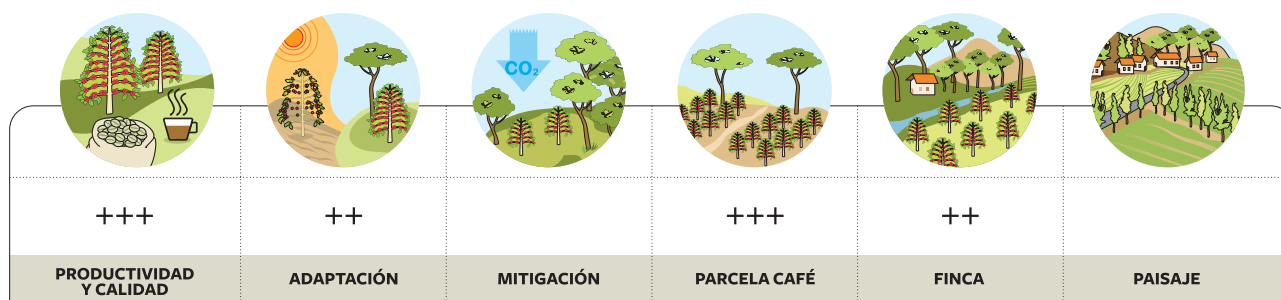 CO₂
+++
++
+++
++
PRODUCTIVIDAD
Y CALIDAD
ADAPTACIÓN
MITIGACIÓN
PARCELA CAFÉ
FINCA
PAISAJE